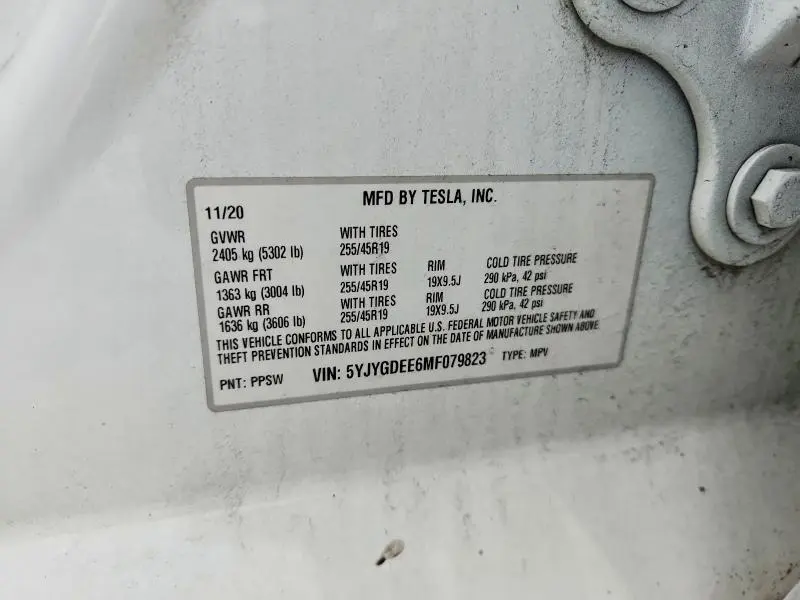 MFD BY TESLA, INC.
11/20
GVWR WITH TIRES
2405 kg (5302 lb) 255/45R19
GAWR FRT WITH TIRES RIM COLD TIRE PRESSURE
1363 kg (3004 lb) 255/45R19 19X9.5J 290 kPa, 42 psi
GAWR RR WITH TIRES RIM COLD TIRE PRESSURE
1636 kg (3606 lb) 255/45R19 19X9.5J 290 kPa, 42 psi
THIS VEHICLE CONFORMS TO ALL APPLICABLE U.S. FEDERAL MOTOR VEHICLE SAFETY AND
THEFT PREVENTION STANDARDS IN EFFECT ON THE DATE OF MANUFACTURE SHOWN ABOVE.
PNT: PPSW VIN: 5YJYGDEE6MF079823 TYPE: MPV